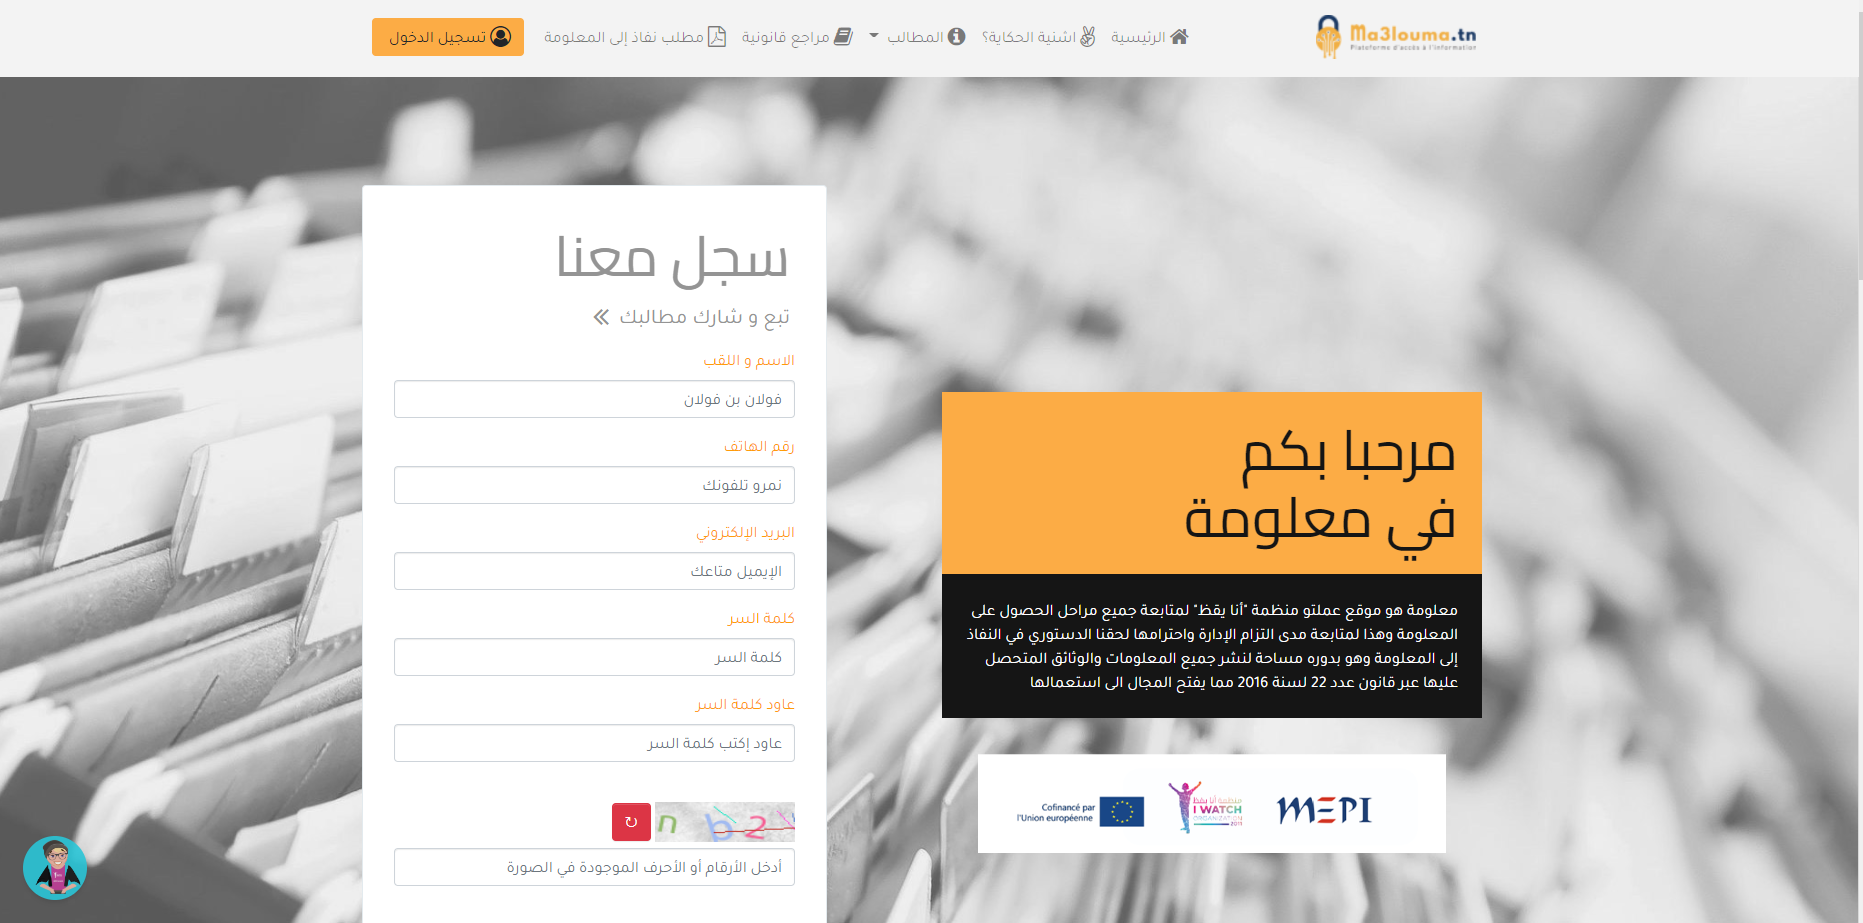 Ma3louma.tn
Plateforme d'accès à l'information
الرئيسية
اشنية الحكاية؟
المطالب
مراجع قانونية
مطلب نفاذ إلى المعلومة
تسجيل الدخول
مرحبا بكم
في معلومة
معلومة هو موقع عملتو منظمة "أنا يقظ" لمتابعة جميع مراحل الحصول على
المعلومة وهذا لمتابعة مدى التزام الإدارة واحترامها لحقنا الدستوري في النفاذ
إلى المعلومة وهو بدوره مساحة لنشر جميع المعلومات والوثائق المتحصل
عليها عبر قانون عدد 22 لسنة 2016 مما يفتح المجال الى استعمالها
MEPI
منظمة أنا يقظ
I WATCH
ORGANIZATION
2011
Cofinancé par
l'Union européenne
سجل معنا
تبع و شارك مطالبك
الاسم و اللقب
فولان بن فولان
رقم الهاتف
نمرو تلفونك
البريد الإلكتروني
الإيميل متاعك
كلمة السر
كلمة السر
عاود كلمة السر
عاود إكتب كلمة السر
أدخل الأرقام أو الأحرف الموجودة في الصورة